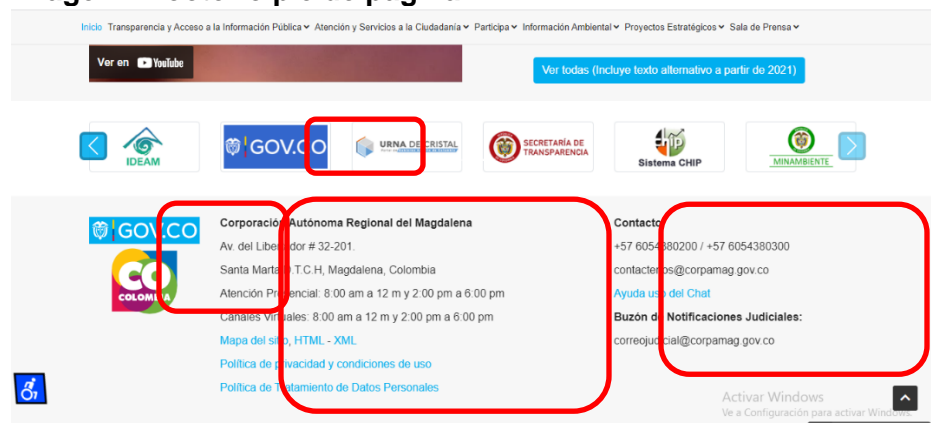 Inicio Transparencia y Acceso a la Información Pública Atención y Servicios a la Ciudadanía Participa Información Ambiental Proyectos Estratégicos Sala de Prensa
Ver en YouTube
Ver todas (Incluye texto alternativo a partir de 2021)
IDEAM
GOV.CO
URNA DE CRISTAL
SECRETARÍA DE TRANSPARENCIA
Sistema CHIP
MINAMBIENTE
GOV.CO
CO
COLOMBIA
Corporación Autónoma Regional del Magdalena
Av. del Libertador # 32-201.
Santa Marta D.T.C.H, Magdalena, Colombia
Atención Presencial: 8:00 am a 12 m y 2:00 pm a 6:00 pm
Canales Virtuales: 8:00 am a 12 m y 2:00 pm a 6:00 pm
Mapa del sitio, HTML - XML
Política de privacidad y condiciones de uso
Política de Tratamiento de Datos Personales
Contacto
+57 6054380200 / +57 6054380300
contactenos@corpamag.gov.co
Ayuda uso del Chat
Buzón de Notificaciones Judiciales:
correojudicial@corpamag.gov.co
Activar Windows
Ve a Configuración para activar Windows.